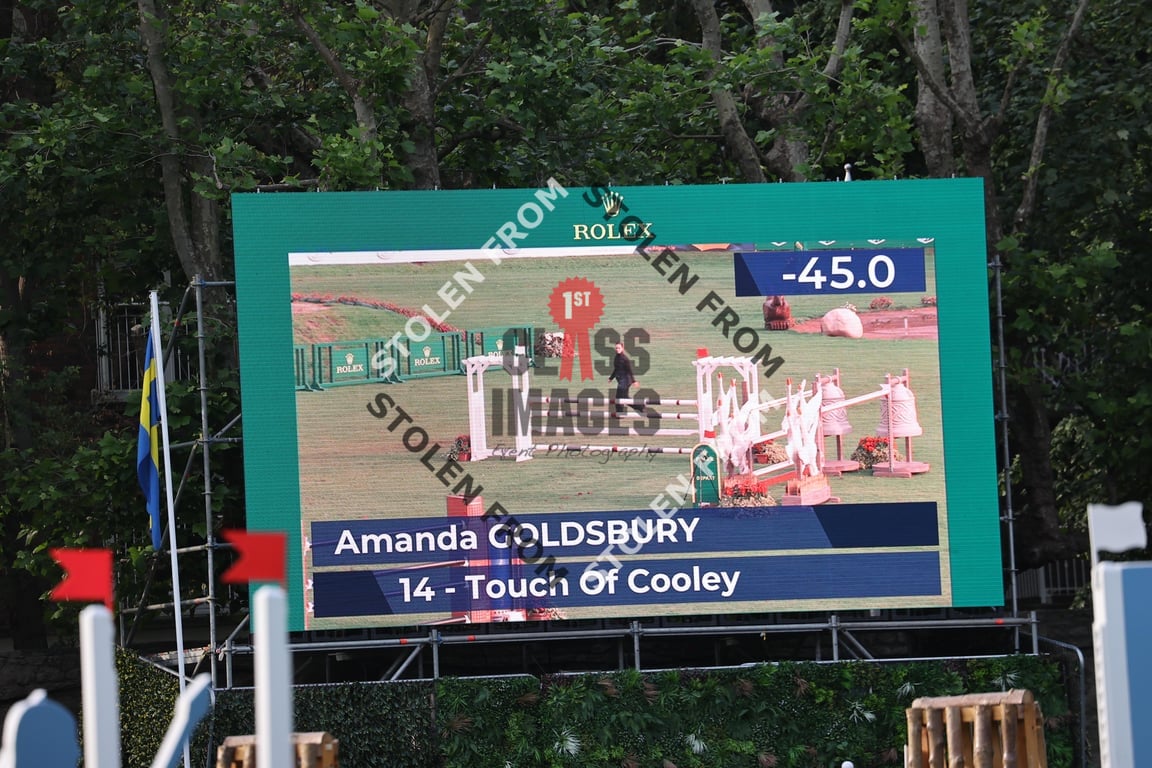 ROLEX
-45.0
STOLEN FROM
STOLEN FROM
1ST
CLASS
IMAGES
Event Photography
STOLEN FROM
STOLEN FROM
ROLEX
ROLEX
DEPART
Amanda GOLDSBURY
14 - Touch Of Cooley